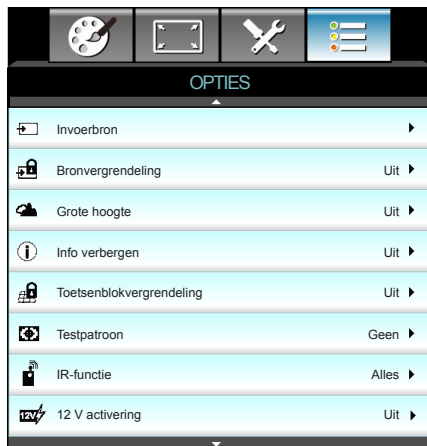 OPTIES
Invoerbron
Bronvergrendeling Uit
Grote hoogte Uit
Info verbergen Uit
Toetsenblokvergrendeling Uit
Testpatroon Geen
IR-functie Alles
12V 12 V activering Uit